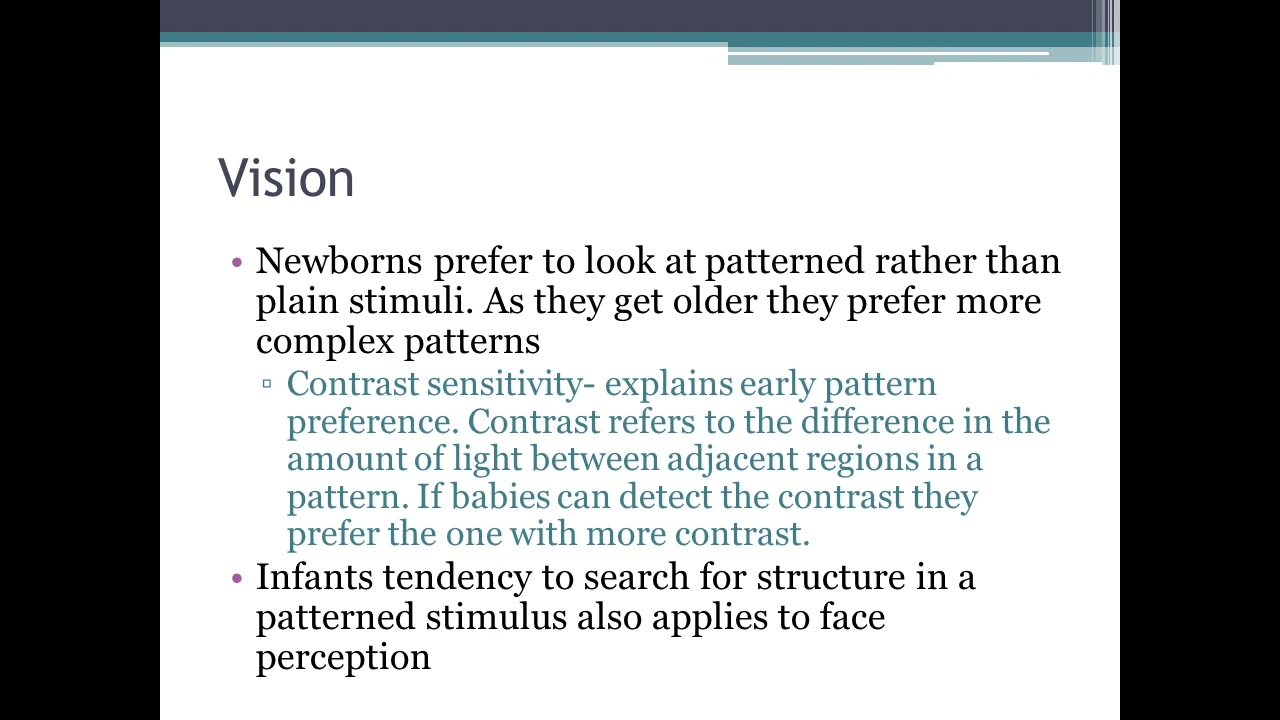 Vision
• Newborns prefer to look at patterned rather than
plain stimuli. As they get older they prefer more
complex patterns
▫ Contrast sensitivity- explains early pattern
preference. Contrast refers to the difference in the
amount of light between adjacent regions in a
pattern. If babies can detect the contrast they
prefer the one with more contrast.
• Infants tendency to search for structure in a
patterned stimulus also applies to face
perception